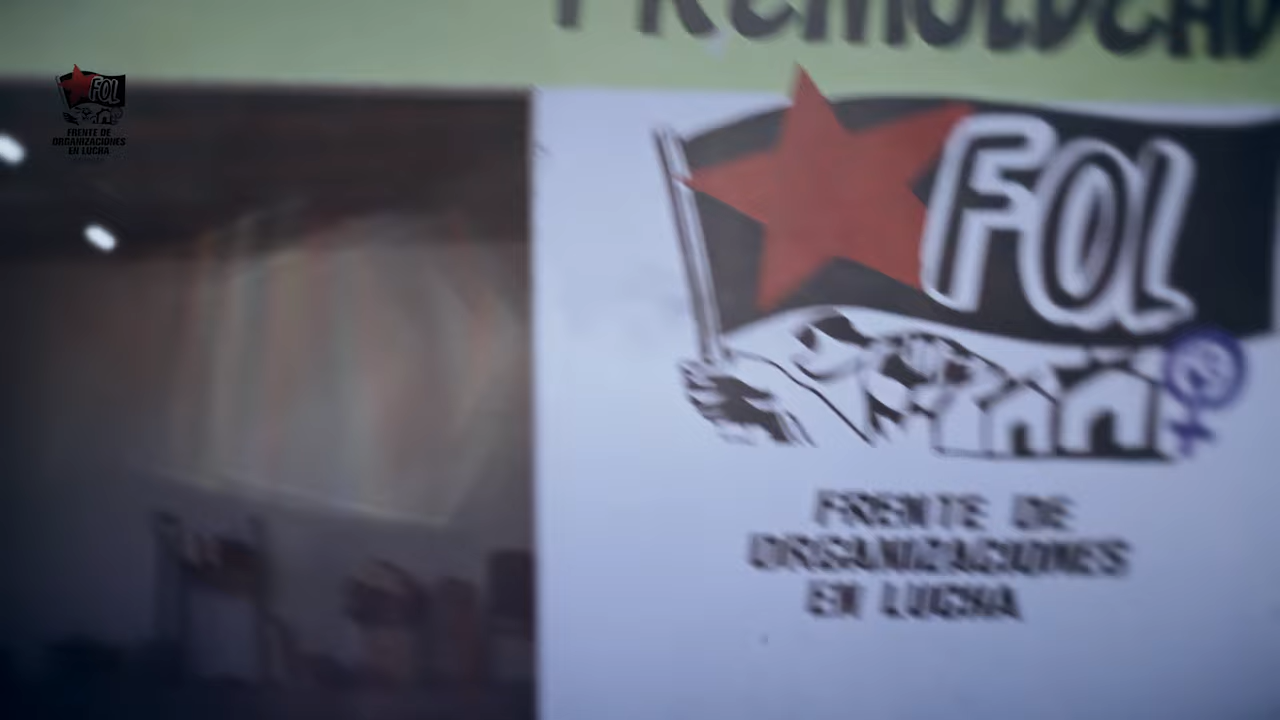 FOL
FRENTE DE
ORGANIZACIONES
EN LUCHA
FOL
FRENTE DE
ORGANIZACIONES
EN LUCHA